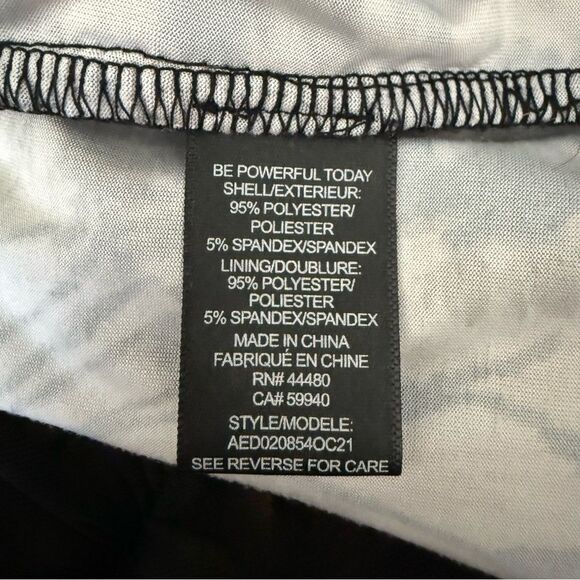 BE POWERFUL TODAY
SHELL/EXTERIEUR:
95% POLYESTER/
POLIESTER
5% SPANDEX/SPANDEX
LINING/DOUBLURE:
95% POLYESTER/
POLIESTER
5% SPANDEX/SPANDEX
MADE IN CHINA
FABRIQUÉ EN CHINE
RN# 44480
CA# 59940
STYLE/MODELE:
AED020854OC21
SEE REVERSE FOR CARE